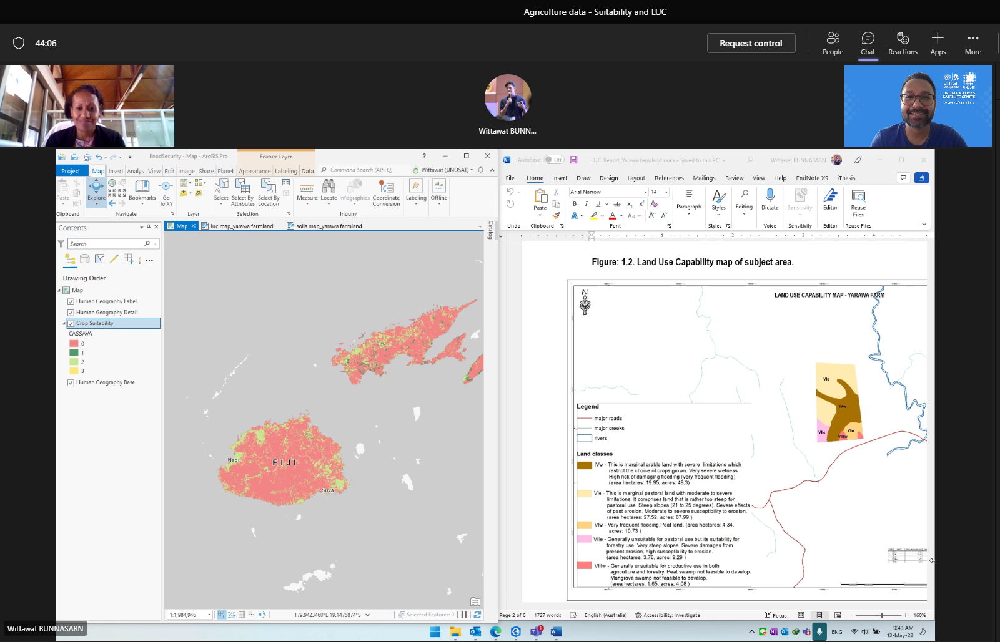 Agriculture data - Suitability and LUC
44:06
Request control
People
Chat
Reactions
Apps
More
Wittawat BUNN...
unitar
UNOSAT
UNITED NATIONS
SATELLITE CENTRE
FoodSecurity - Map - ArcGIS Pro
Feature Layer
Project Map Insert Analys View Edit Image Share Planet Appearance Labeling Data
Command Search (Alt+Q)
Wittawat (UNOSAT)
Paste
Explore
Bookmarks
Go To XY
Select
Select By Attributes
Select By Location
Measure
Locate
Infographics
Coordinate Conversion
Labeling
Offline
Clipboard
Navigate
Layer
Selection
Inquiry
Contents
Search
Drawing Order
Map
Human Geography Label
Human Geography Detail
Crop Suitability
CASSAVA
0
1
2
3
Human Geography Base
Map
luc map_yarawa farmland
soils map_yarawa farmland
Catalog
Nadi
FIJI
Suva
1:1,984,946
179.9423460°E 19.1476874°S
Selected Features: 0
AutoSave Off
LUC_Report_Yarawa farmland.docx • Saved to this PC
Wittawat BUNNASARN
File Home Insert Draw Design Layout References Mailings Review View Help EndNote X9 iThesis
Paste
Arial Narrow
14
B I U ab x₂ x²
A A Aa A A
Paragraph
Styles
Editing
Dictate
Sensitivity
Editor
Reuse Files
Undo
Clipboard
Font
Styles
Voice
Sensitivity
Editor
Reuse Files
1 2 3 4
Figure: 1.2. Land Use Capability map of subject area.
N
LAND USE CAPABILITY MAP - YARAWA FARM
VIe
IVw
VIIe
VIw
VIIIw
Legend
major roads
major creeks
rivers
Land classes
IVw - This is marginal arable land with severe limitations which
restrict the choice of crops grown. Very severe wetness.
High risk of damaging flooding (very frequent flooding).
(area hectares: 19.95, acres: 49.3)
VIe - This is marginal pastoral land with moderate to severe
limitations. It comprises land that is rather too steep for
pastoral use. Steep slopes (21 to 25 degrees). Severe effects
of past erosion. Moderate to severe susceptibility to erosion.
(area hectares: 27.52. acres: 67.99 )
VIw - Very frequent flooding.Peat land. (area hectares: 4.34,
acres: 10.73 )
VIIe - Generally unsuitable for pastoral use but its suitability for
forestry use. Very steep slopes. Severe damages from
present erosion, high susceptibility to erosion.
(area hectares: 3.76, acres: 9.29 )
VIIIw - Generally unsuitable for productive use in both
agriculture and forestry. Peat swamp not feasible to develop.
Mangrove swamp not feasible to develop.
(area hectares: 1.65, acres: 4.08 )
Page 2 of 8
1727 words
English (Australia)
Accessibility: Investigate
Focus
160%
Wittawat BUNNASARN
ENG
9:43 AM
13-May-22